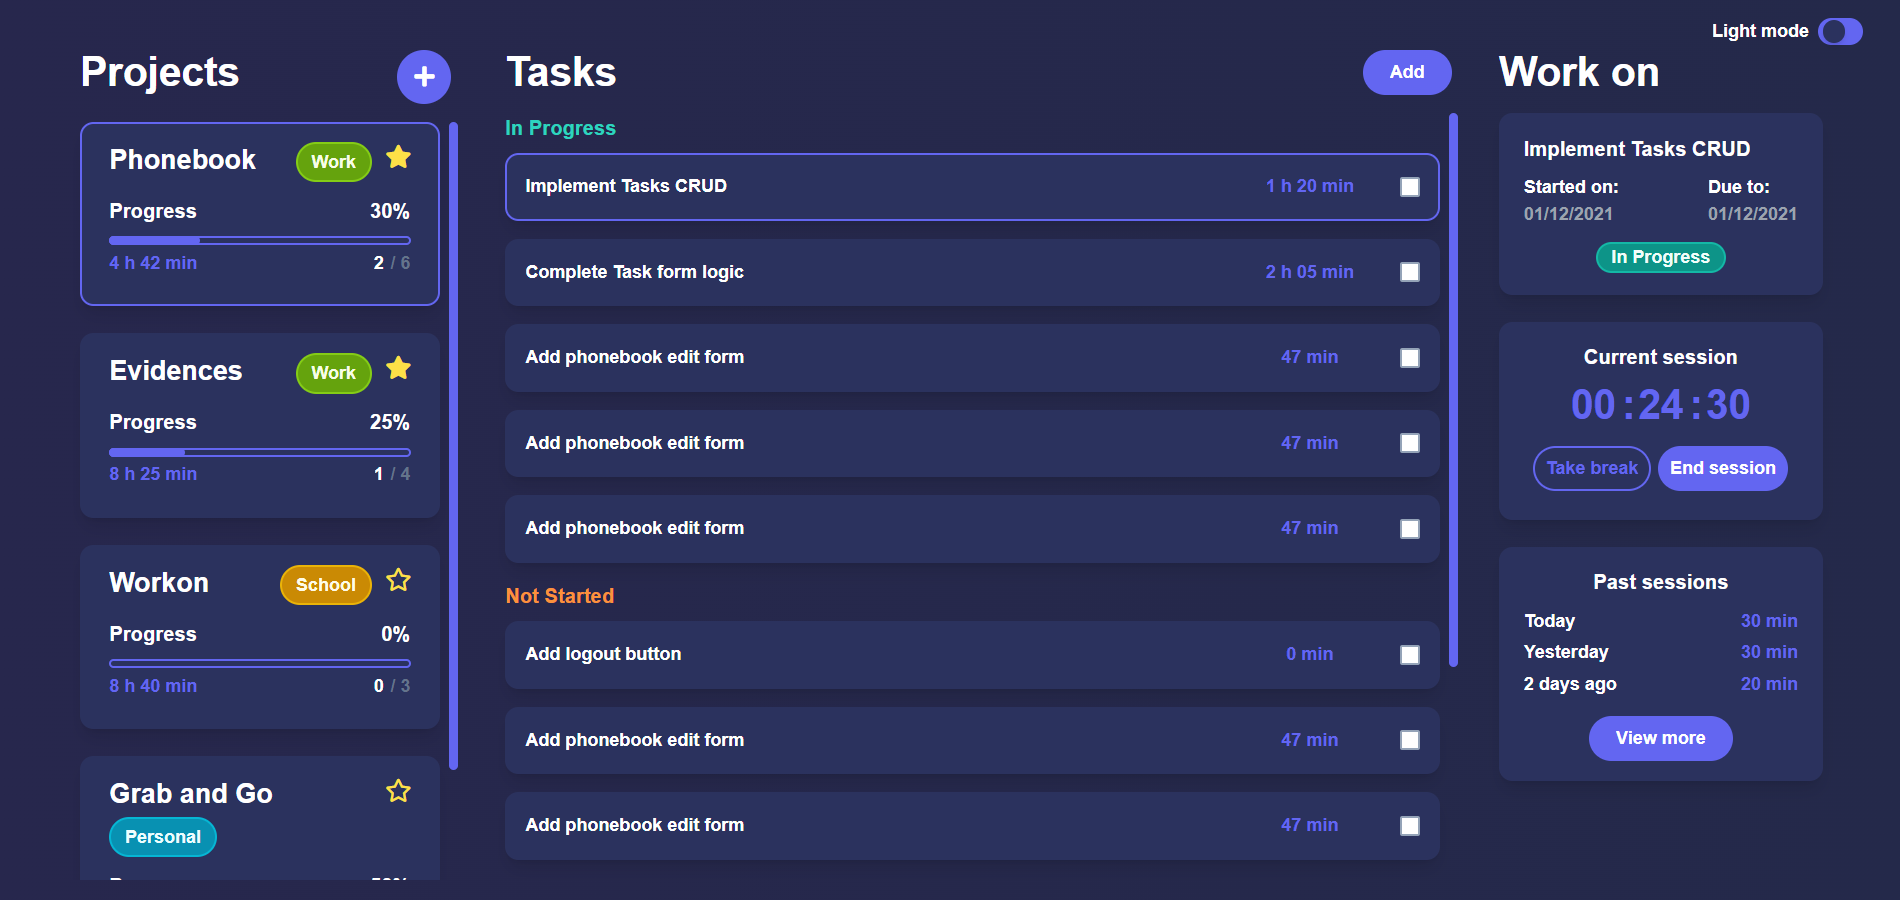 Light mode
Projects
Phonebook
Work
Progress
30%
4 h 42 min
2 / 6
Evidences
Work
Progress
25%
8 h 25 min
1 / 4
Workon
School
Progress
0%
8 h 40 min
0 / 3
Grab and Go
Personal
Tasks
Add
In Progress
Implement Tasks CRUD
1 h 20 min
Complete Task form logic
2 h 05 min
Add phonebook edit form
47 min
Add phonebook edit form
47 min
Add phonebook edit form
47 min
Not Started
Add logout button
0 min
Add phonebook edit form
47 min
Add phonebook edit form
47 min
Work on
Implement Tasks CRUD
Started on:
Due to:
01/12/2021
01/12/2021
In Progress
Current session
00 : 24 : 30
Take break
End session
Past sessions
Today
30 min
Yesterday
30 min
2 days ago
20 min
View more